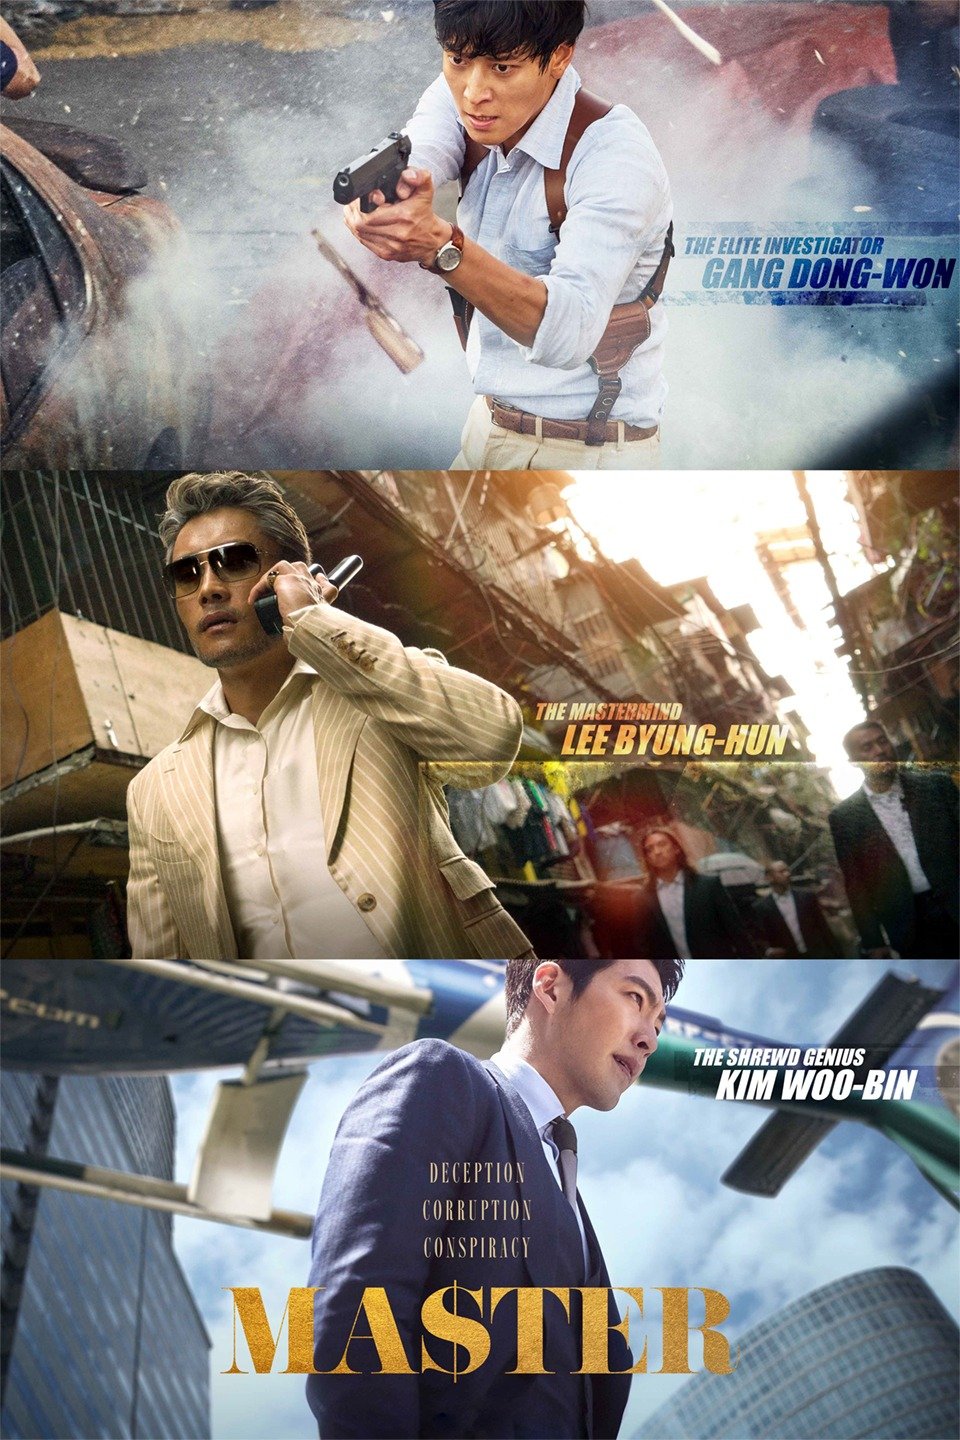 THE ELITE INVESTIGATOR
GANG DONG-WON
THE MASTERMIND
LEE BYUNG-HUN
THE SHREWD GENIUS
KIM WOO-BIN
DECEPTION
CORRUPTION
CONSPIRACY
MA$TER